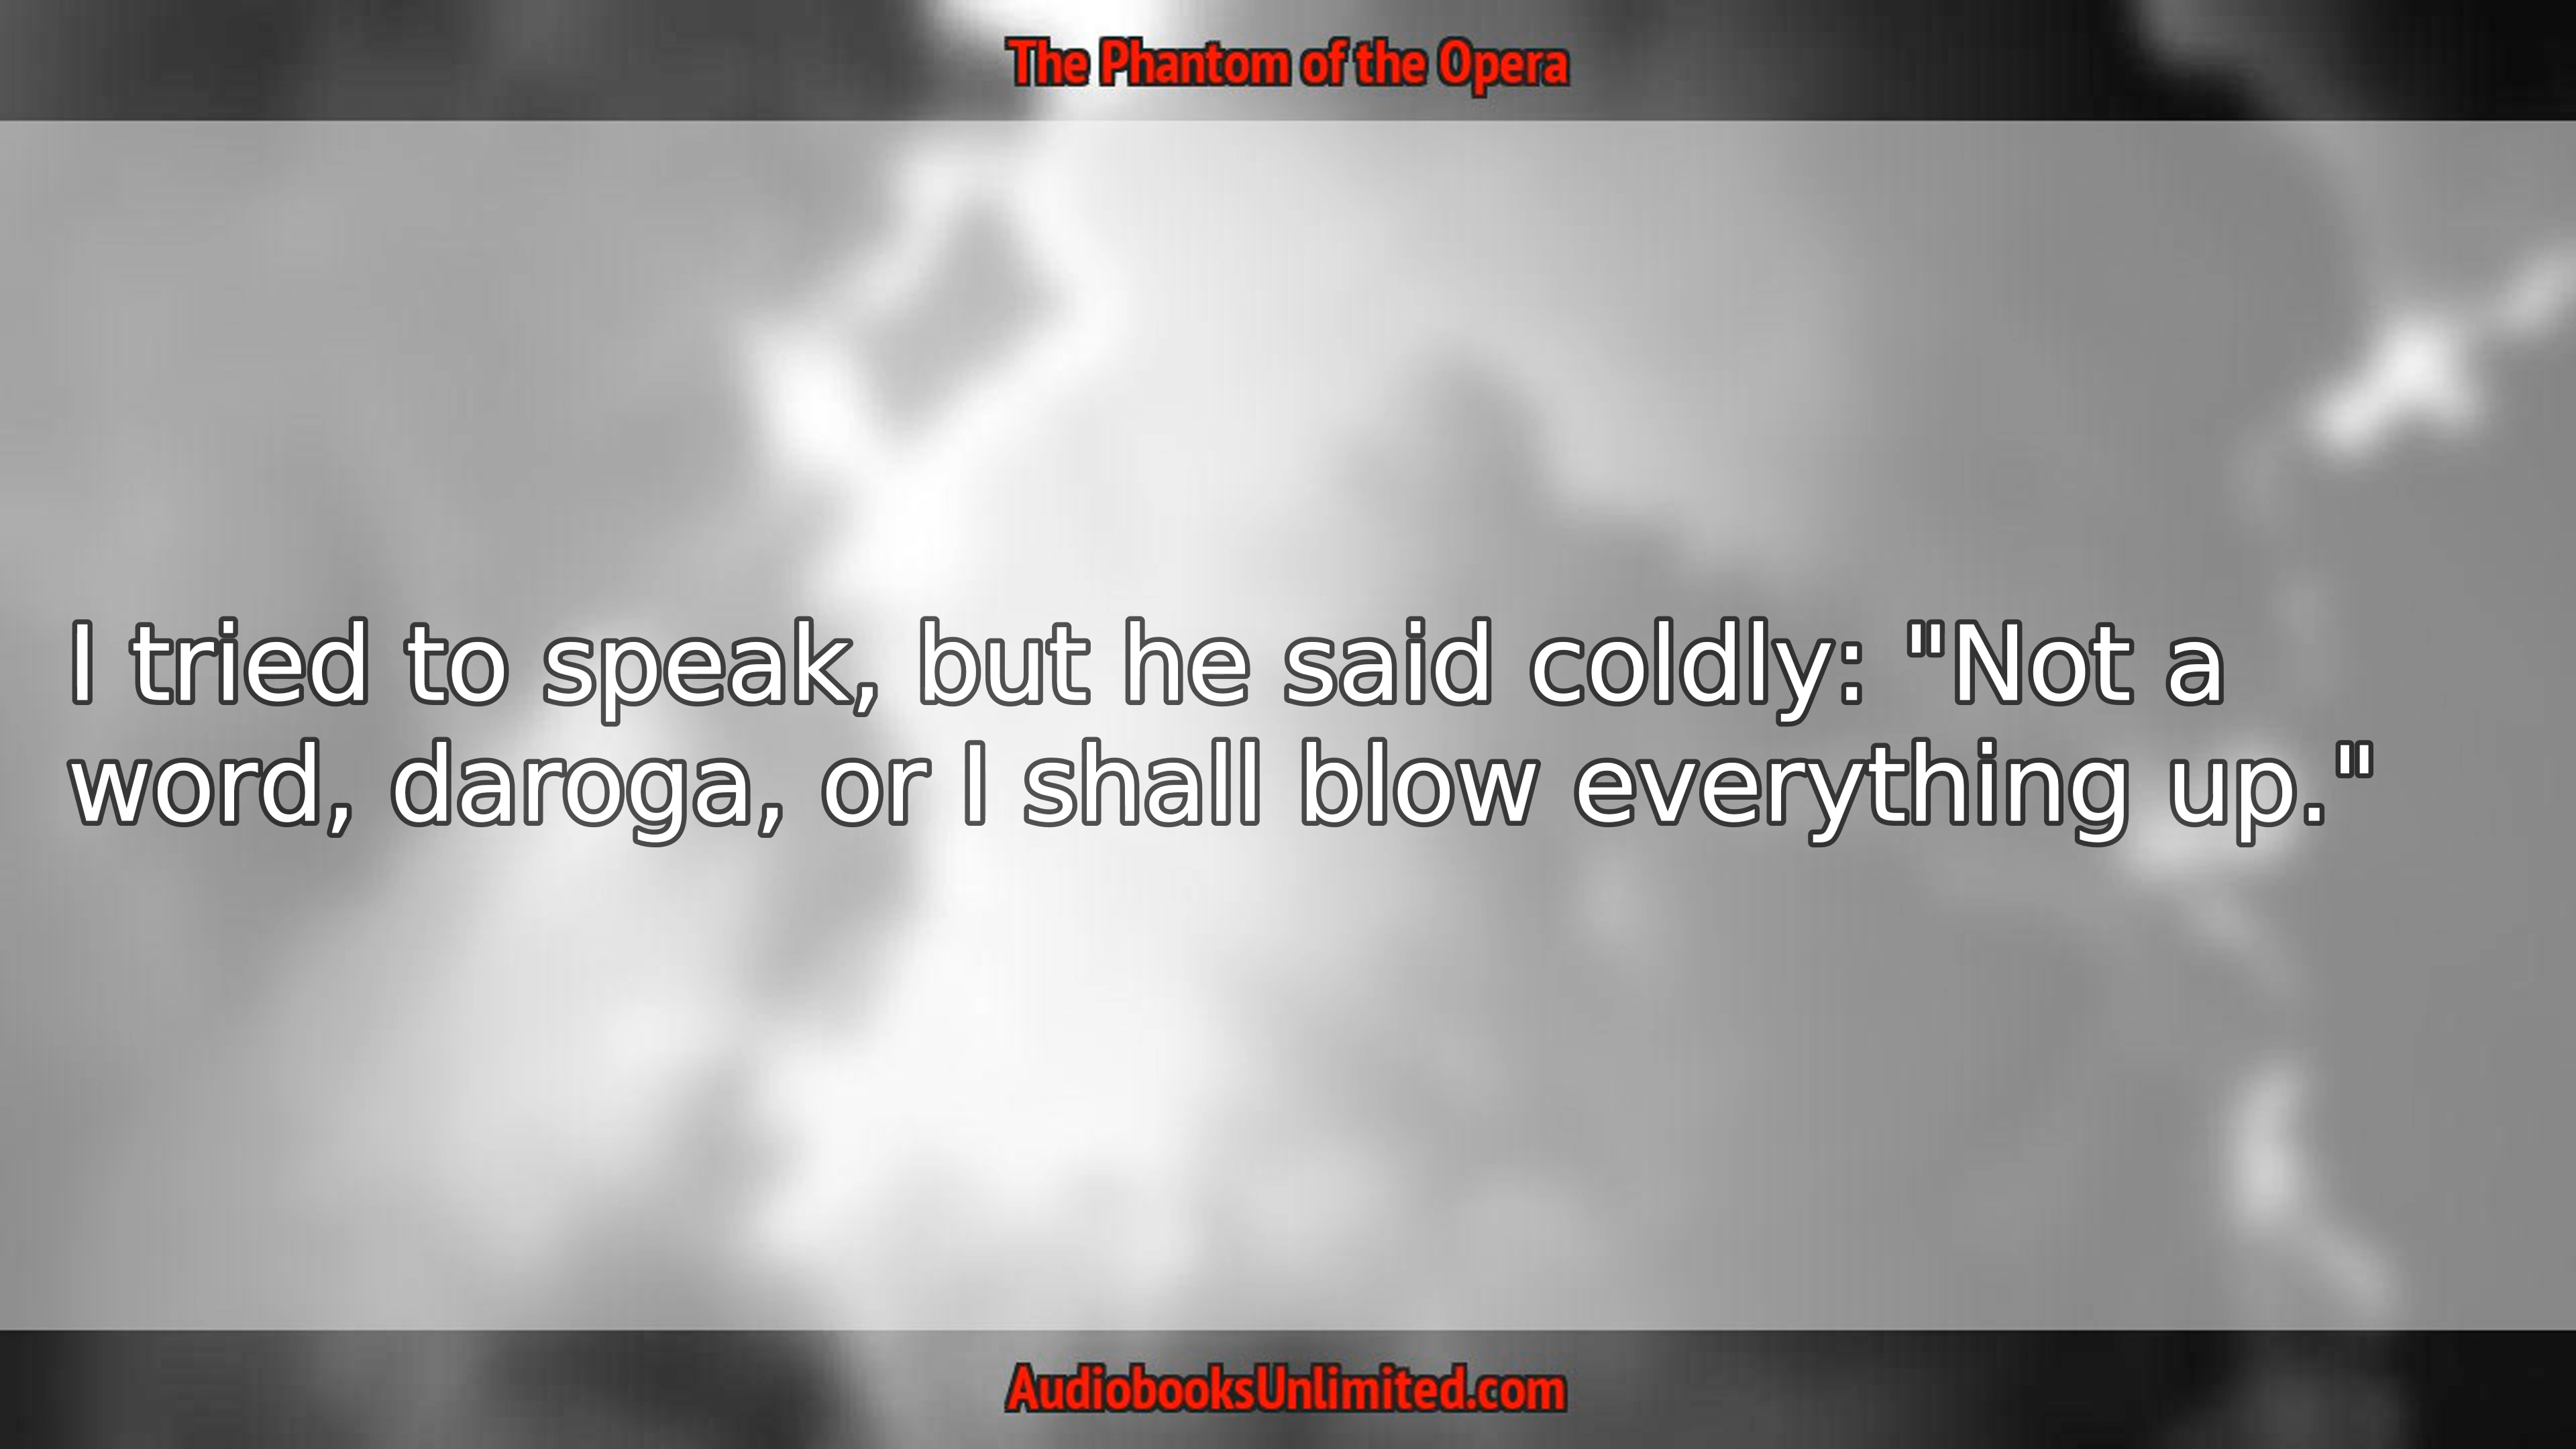 The Phantom of the Opera
I tried to speak, but he said coldly: "Not a
word, daroga, or I shall blow everything up."
AudiobooksUnlimited.com